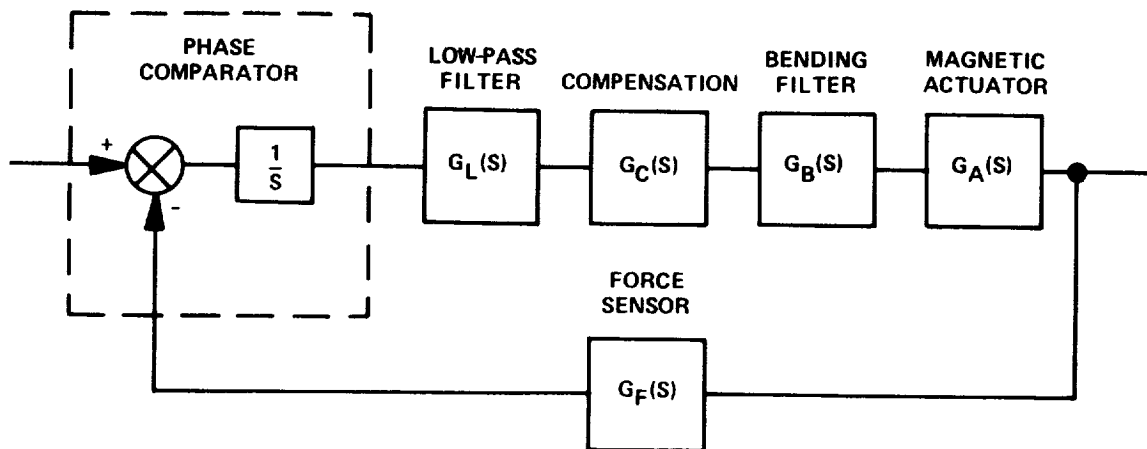 PHASE
COMPARATOR
LOW-PASS
FILTER
COMPENSATION
BENDING
FILTER
MAGNETIC
ACTUATOR
+
-
1
S
G_L(S)
G_C(S)
G_B(S)
G_A(S)
FORCE
SENSOR
G_F(S)